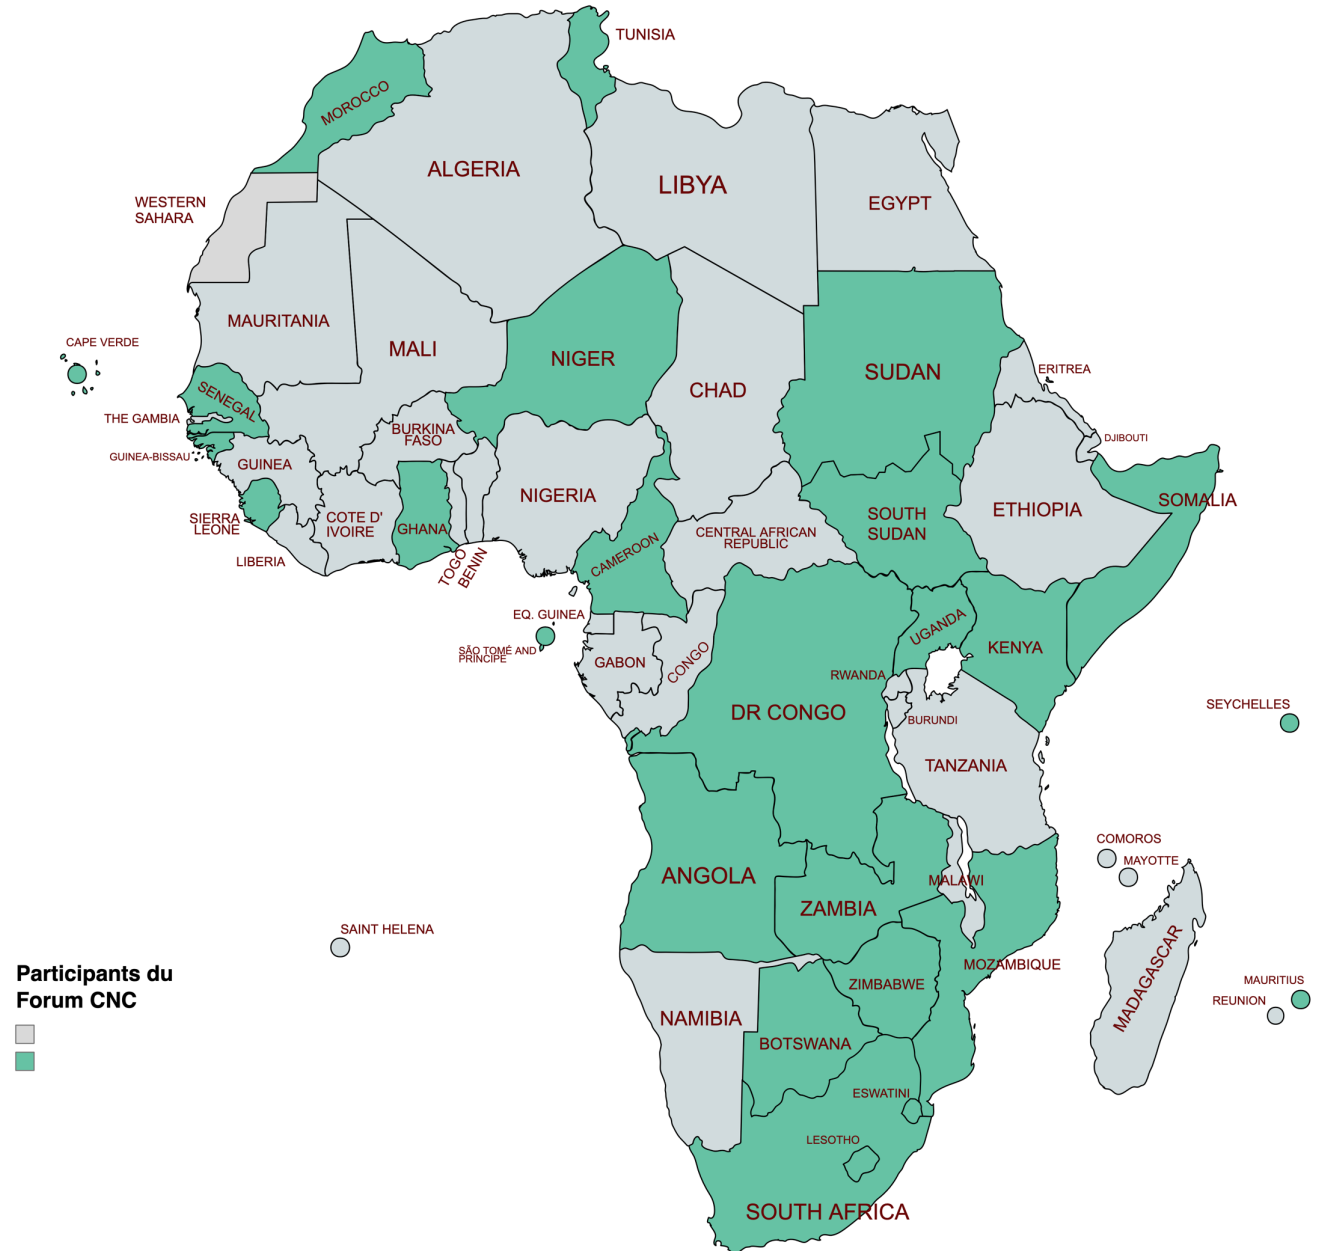 TUNISIA
MOROCCO
ALGERIA
LIBYA
EGYPT
WESTERN
SAHARA
MAURITANIA
MALI
NIGER
CHAD
SUDAN
ERITREA
CAPE VERDE
SENEGAL
THE GAMBIA
BURKINA
FASO
DJIBOUTI
GUINEA-BISSAU
GUINEA
NIGERIA
ETHIOPIA
SOMALIA
SIERRA
LEONE
COTE D'
IVOIRE
GHANA
SOUTH
SUDAN
CENTRAL AFRICAN
REPUBLIC
CAMEROON
LIBERIA
TOGO
BENIN
EQ. GUINEA
UGANDA
KENYA
SÃO TOMÉ AND
PRINCIPE
GABON
CONGO
RWANDA
DR CONGO
BURUNDI
SEYCHELLES
TANZANIA
COMOROS
MAYOTTE
ANGOLA
MALAWI
ZAMBIA
SAINT HELENA
MOZAMBIQUE
MADAGASCAR
Participants du
Forum CNC
ZIMBABWE
MAURITIUS
REUNION
NAMIBIA
BOTSWANA
ESWATINI
LESOTHO
SOUTH AFRICA